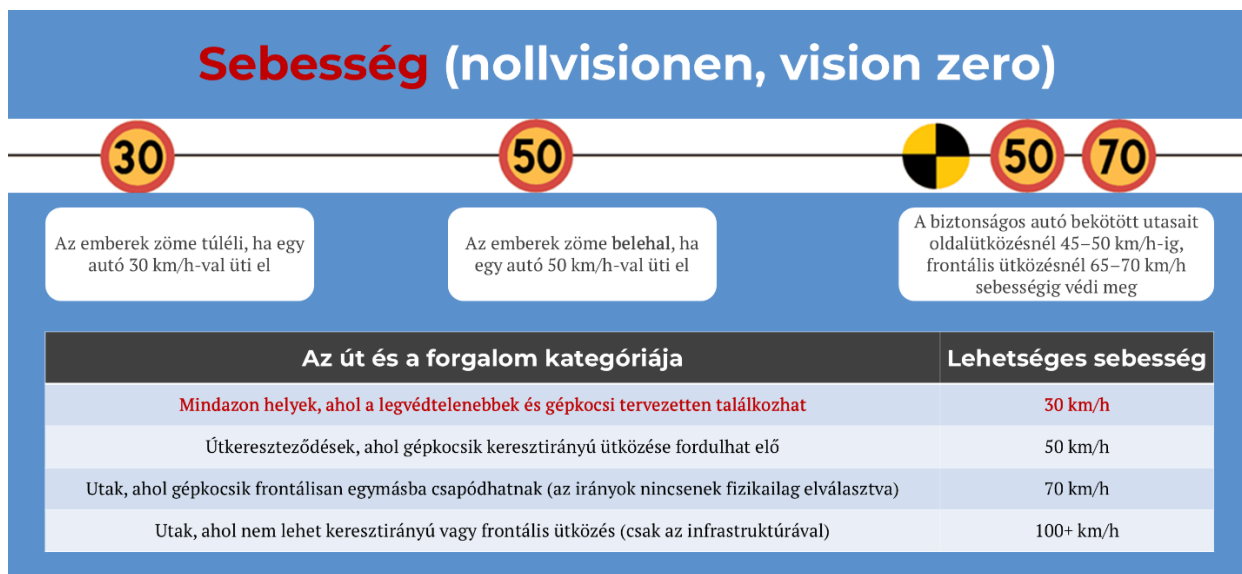 Sebesség (nollvisionen, vision zero)
30
50
50
70
Az emberek zöme túléli, ha egy
autó 30 km/h-val üti el
Az emberek zöme belehal, ha
egy autó 50 km/h-val üti el
A biztonságos autó bekötött utasait
oldalütközésnél 45–50 km/h-ig,
frontális ütközésnél 65–70 km/h
sebességig védi meg
Az út és a forgalom kategóriája
Lehetséges sebesség
Mindazon helyek, ahol a legvédtelenebbek és gépkocsi tervezetten találkozhat
30 km/h
Útkereszteződések, ahol gépkocsik keresztirányú ütközése fordulhat elő
50 km/h
Utak, ahol gépkocsik frontálisan egymásba csapódhatnak (az irányok nincsenek fizikailag elválasztva)
70 km/h
Utak, ahol nem lehet keresztirányú vagy frontális ütközés (csak az infrastruktúrával)
100+ km/h